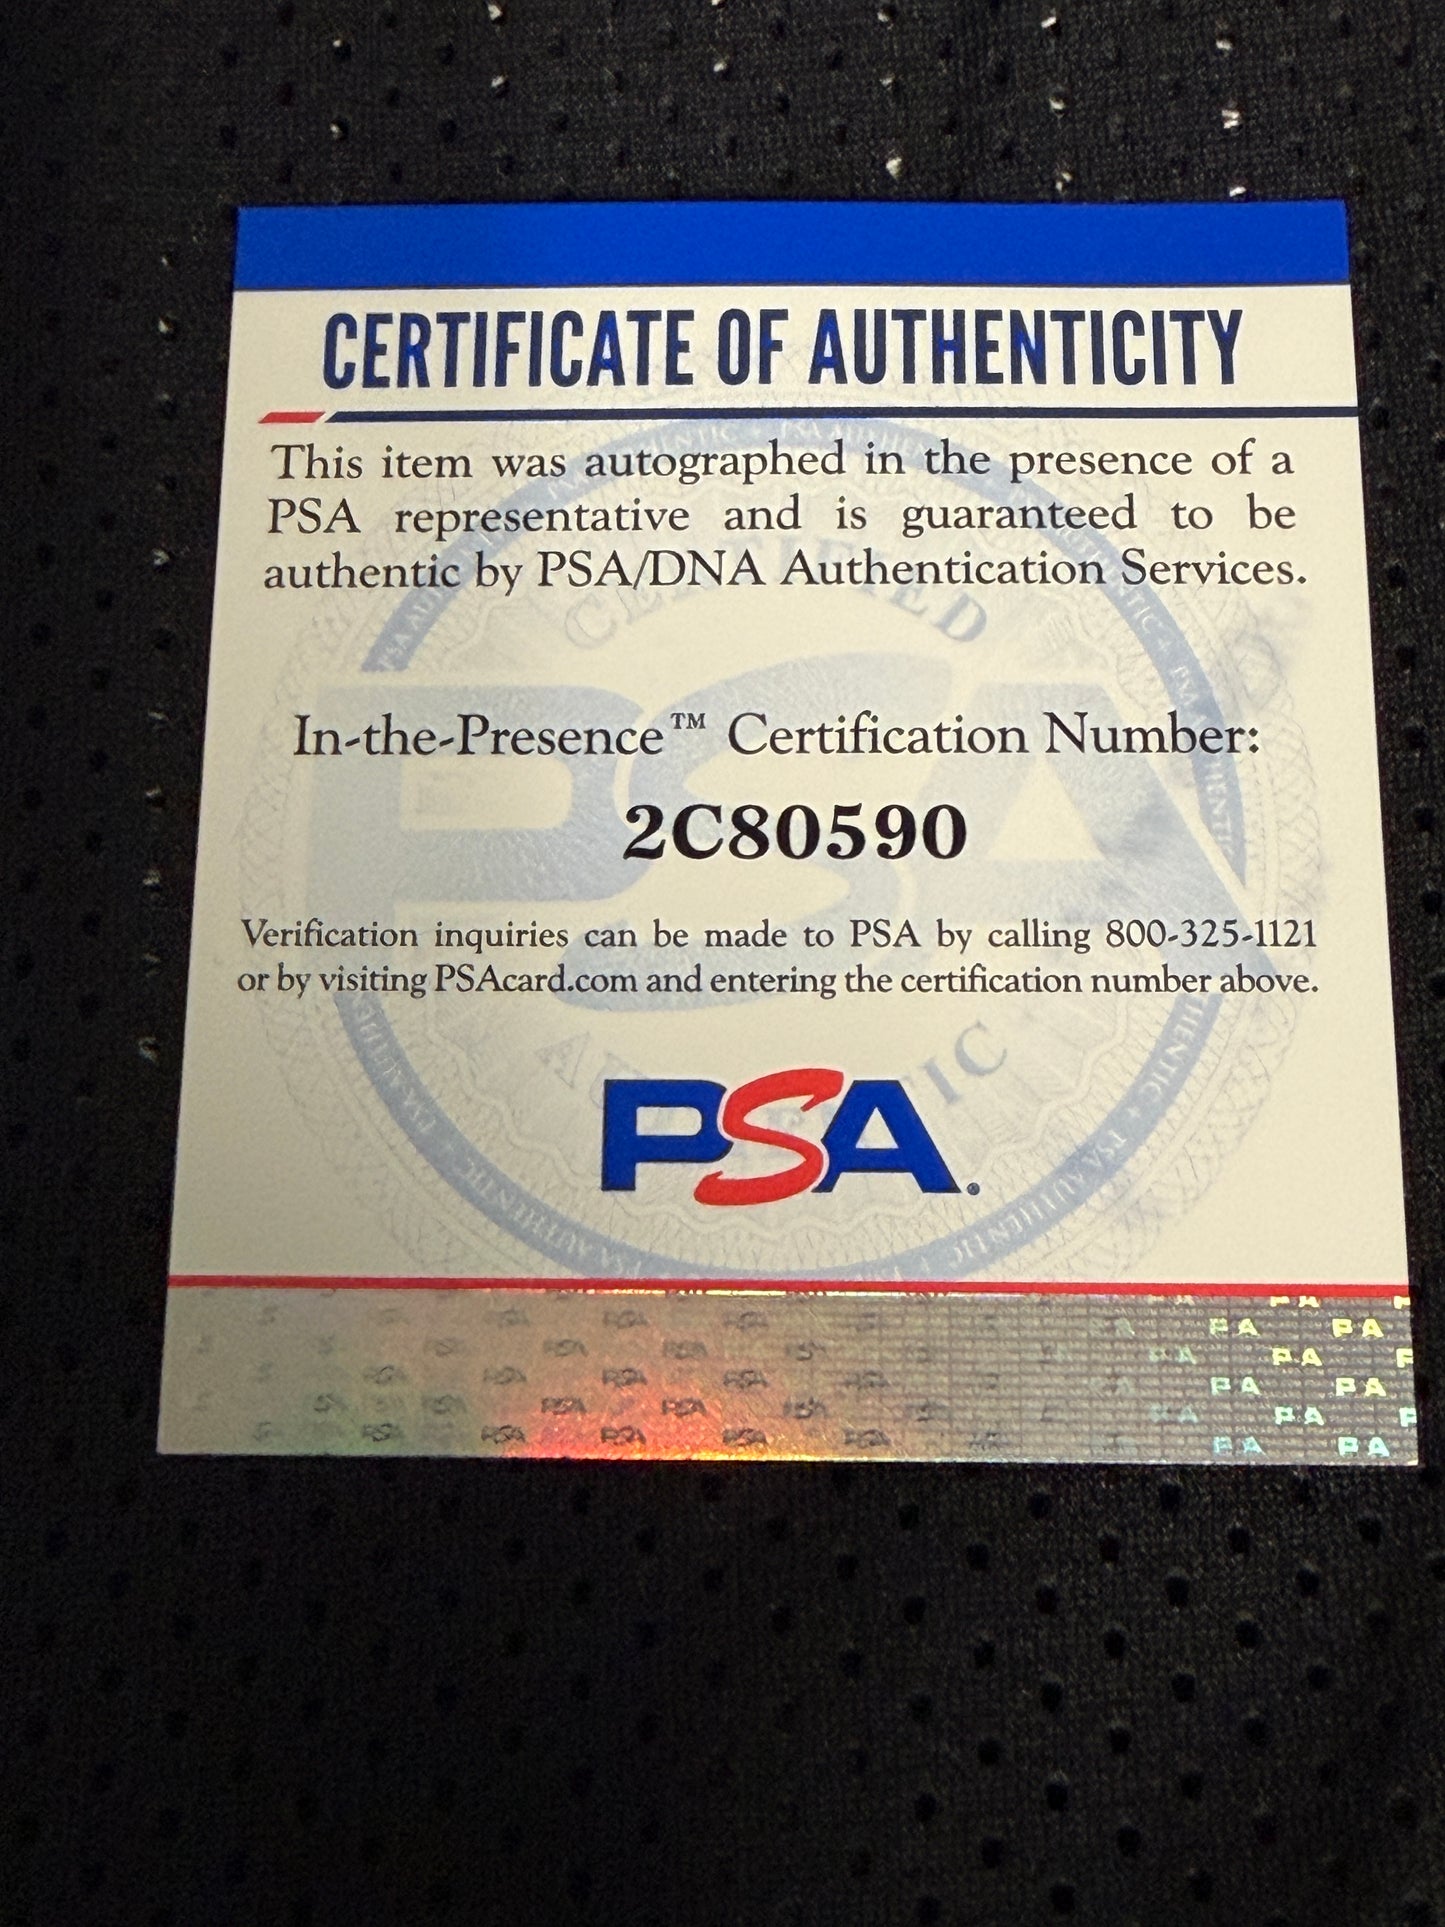 CERTIFICATE OF AUTHENTICITY
This item was autographed in the presence of a
PSA representative and is guaranteed to be
authentic by PSA/DNA Authentication Services.
CERTIFIED
PSA
In-the-Presence™ Certification Number:
2C80590
Verification inquiries can be made to PSA by calling 800-325-1121
or by visiting PSAcard.com and entering the certification number above.
PSA®